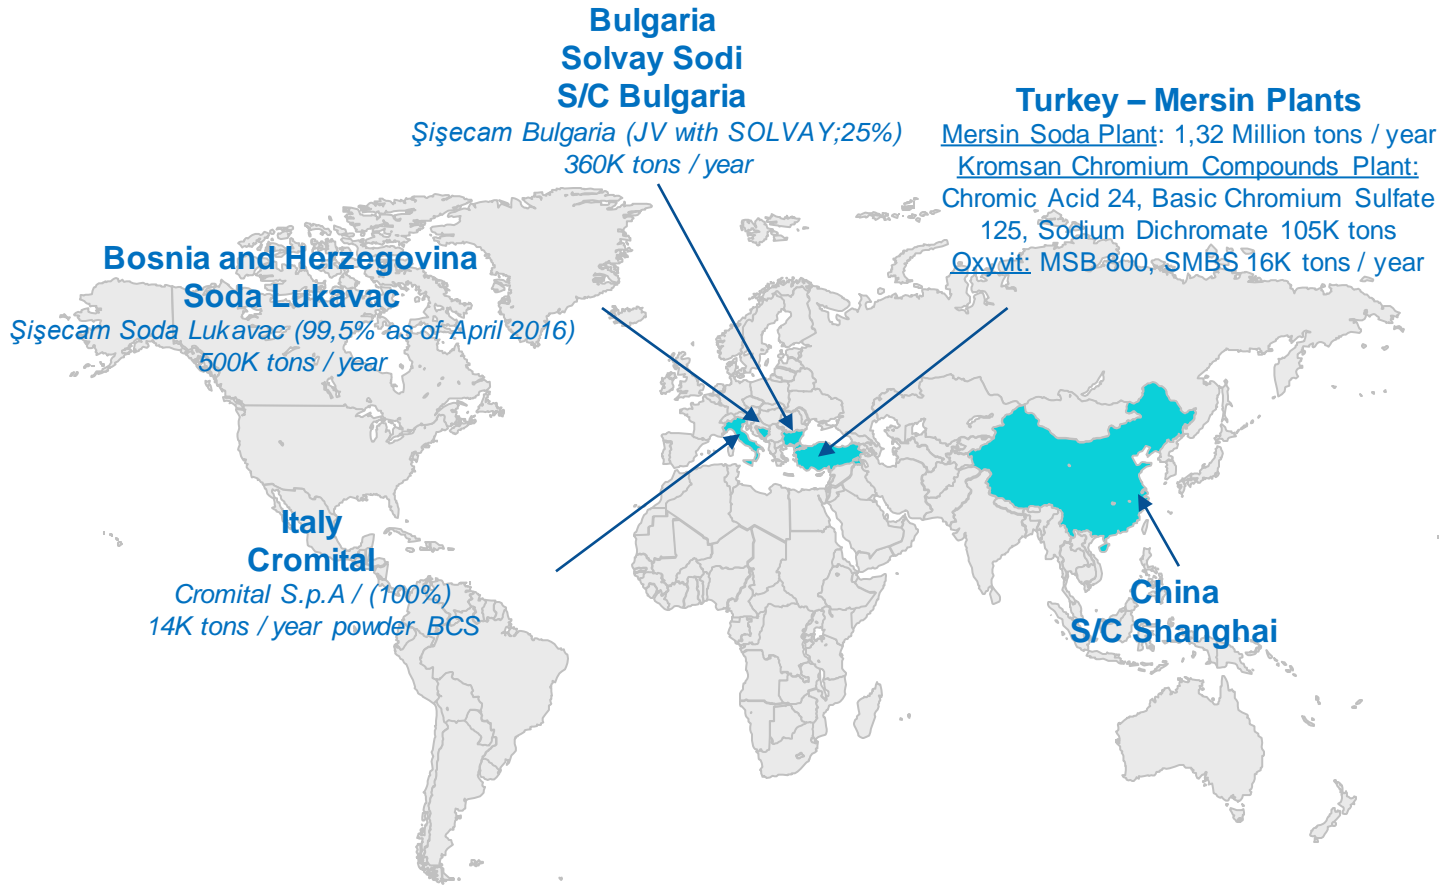 Bulgaria
Solvay Sodi
S/C Bulgaria
Şişecam Bulgaria (JV with SOLVAY;25%)
360K tons / year
Turkey – Mersin Plants
Mersin Soda Plant: 1,32 Million tons / year
Kromsan Chromium Compounds Plant:
Chromic Acid 24, Basic Chromium Sulfate
125, Sodium Dichromate 105K tons
Oxyvit: MSB 800, SMBS 16K tons / year
Bosnia and Herzegovina
Soda Lukavac
Şişecam Soda Lukavac (99,5% as of April 2016)
500K tons / year
Italy
Cromital
Cromital S.p.A / (100%)
14K tons / year powder BCS
China
S/C Shanghai